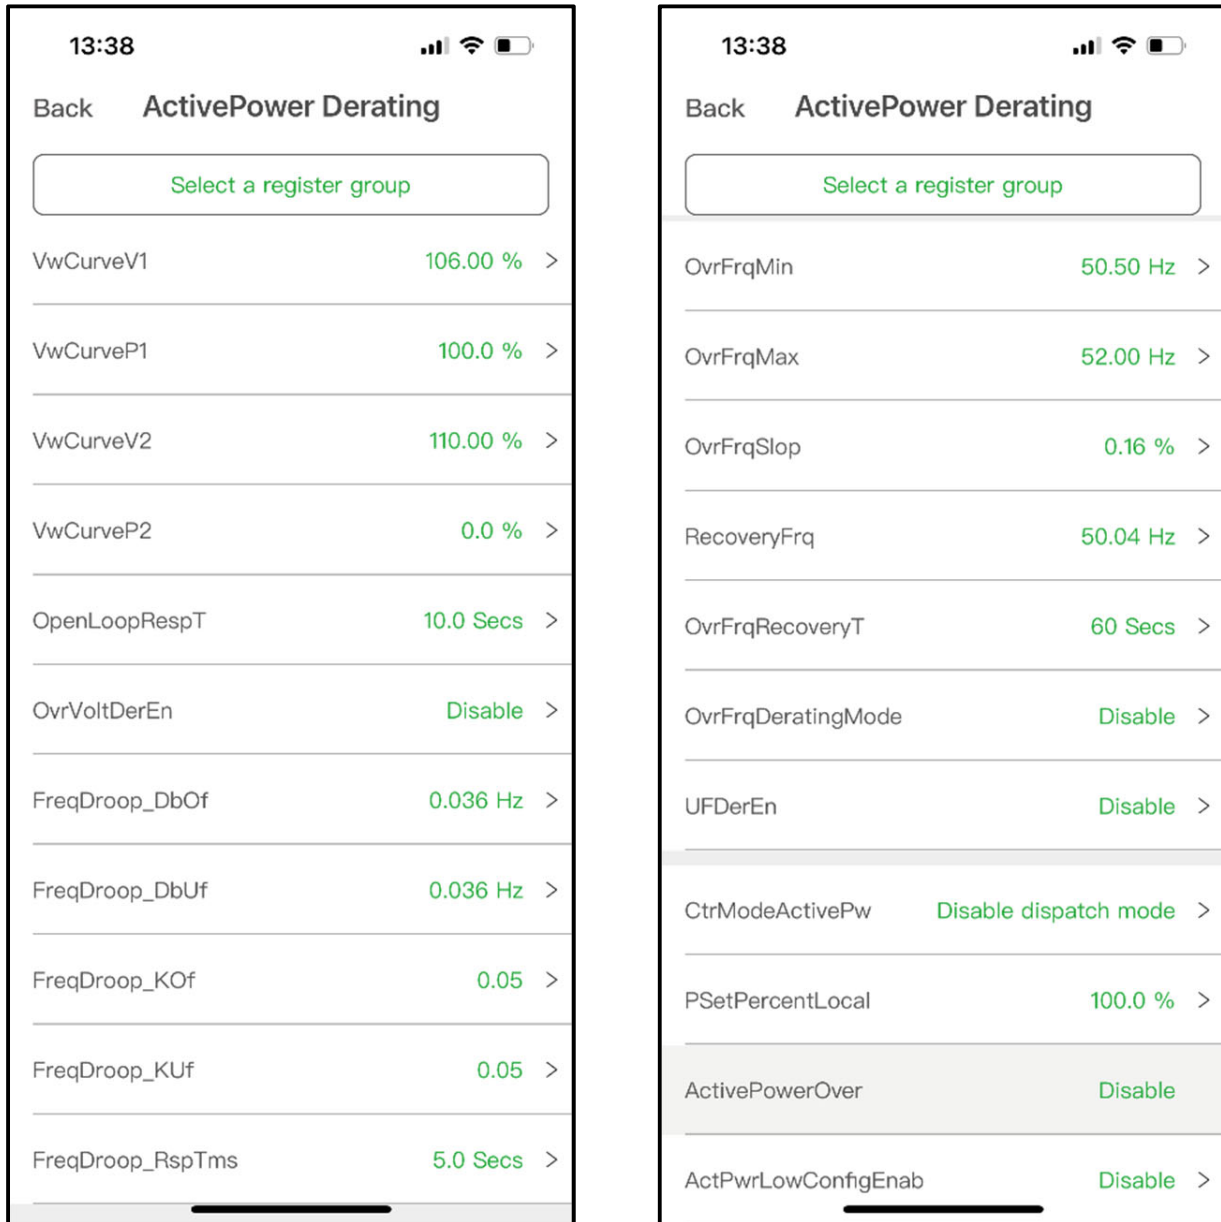 13:38
Back ActivePower Derating
Select a register group
VwCurveV1 106.00 % >
VwCurveP1 100.0 % >
VwCurveV2 110.00 % >
VwCurveP2 0.0 % >
OpenLoopRespT 10.0 Secs >
OvrVoltDerEn Disable >
FreqDroop_DbOf 0.036 Hz >
FreqDroop_DbUf 0.036 Hz >
FreqDroop_KOf 0.05 >
FreqDroop_KUf 0.05 >
FreqDroop_RspTms 5.0 Secs >
13:38
Back ActivePower Derating
Select a register group
OvrFrqMin 50.50 Hz >
OvrFrqMax 52.00 Hz >
OvrFrqSlop 0.16 % >
RecoveryFrq 50.04 Hz >
OvrFrqRecoveryT 60 Secs >
OvrFrqDeratingMode Disable >
UFDerEn Disable >
CtrModeActivePw Disable dispatch mode >
PSetPercentLocal 100.0 % >
ActivePowerOver Disable
ActPwrLowConfigEnab Disable >